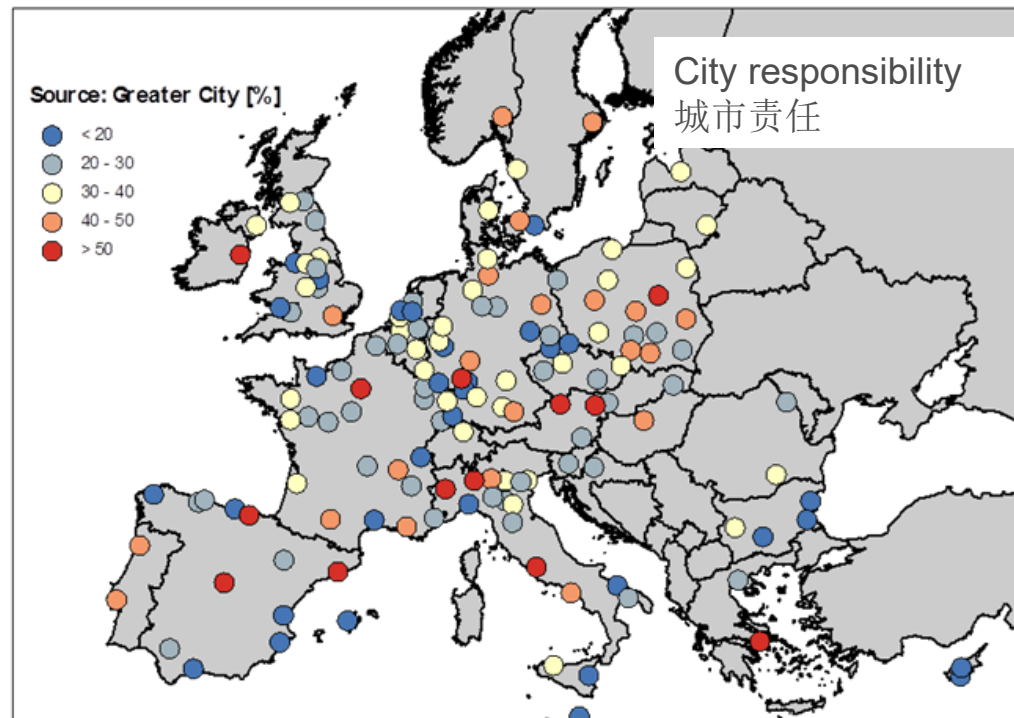 City responsibility
城市责任
Source: Greater City [%]
< 20
20 - 30
30 - 40
40 - 50
> 50